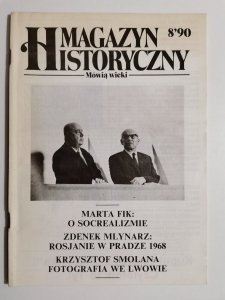 MAGAZYN
HISTORYCZNY
8'90
Mówią wieki
MARTA FIK:
O SOCREALIZMIE
ZDENEK MLYNARZ:
ROSJANIE W PRADZE 1968
KRZYSZTOF SMOLANA
FOTOGRAFIA WE LWOWIE